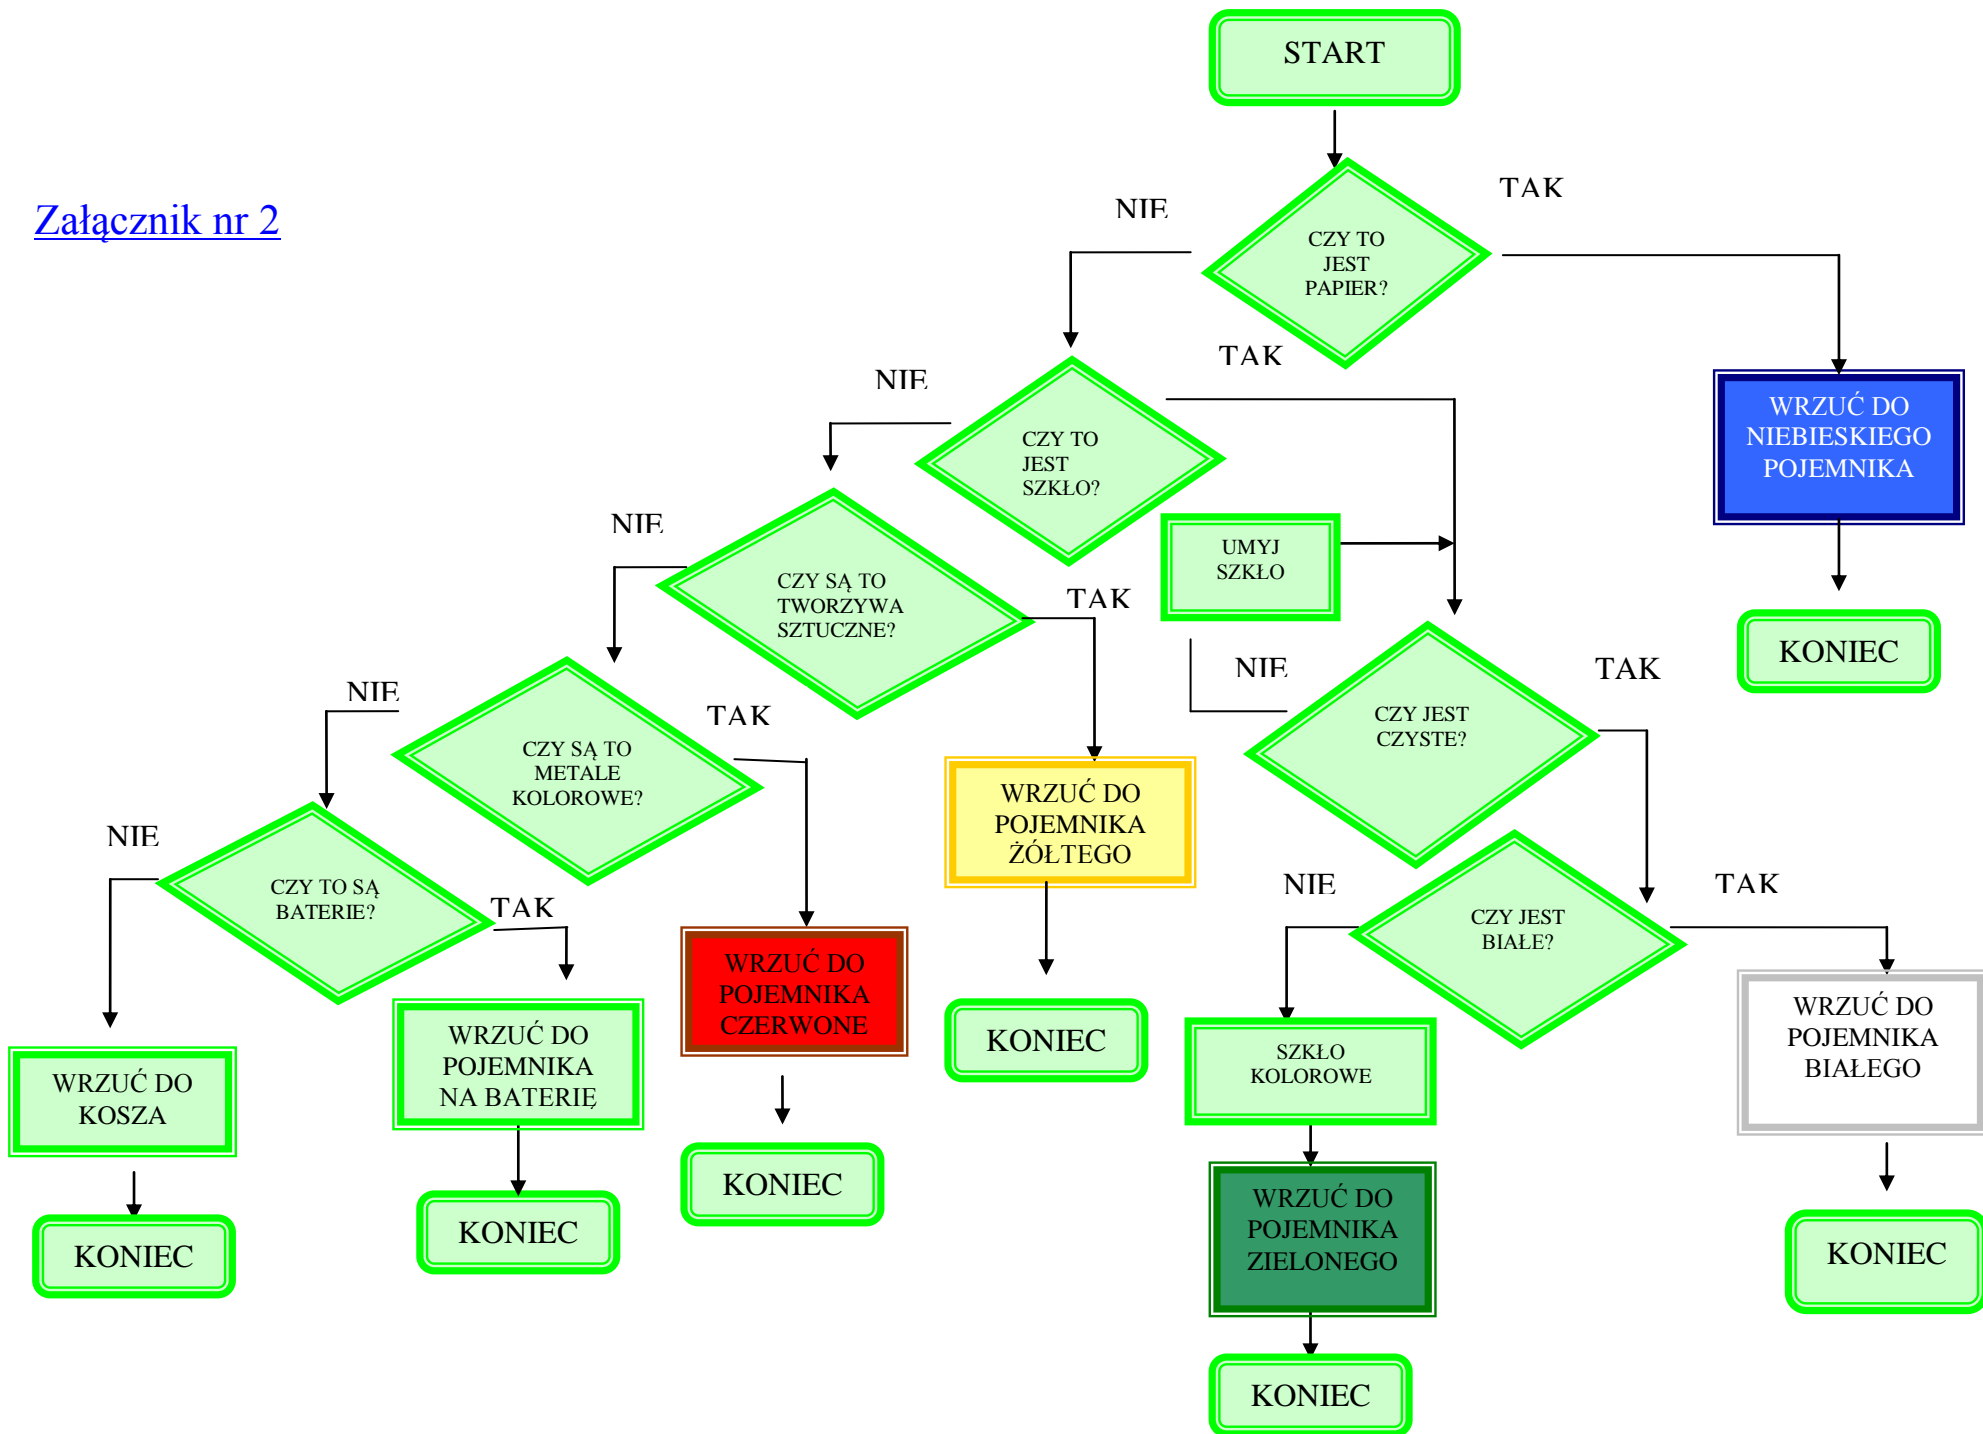 START
TAK
NIE
Załącznik nr 2
CZY TO
JEST
PAPIER?
TAK
NIE
WRZUĆ DO
NIEBIESKIEGO
POJEMNIKA
CZY TO
JEST
SZKŁO?
NIE
UMYJ
SZKŁO
CZY SĄ TO
TWORZYWA
SZTUCZNE?
TAK
KONIEC
NIE
TAK
NIE
TAK
CZY JEST
CZYSTE?
CZY SĄ TO
METALE
KOLOROWE?
WRZUĆ DO
POJEMNIKA
ŻÓŁTEGO
NIE
CZY TO SĄ
BATERIE?
TAK
NIE
TAK
CZY JEST
BIAŁE?
WRZUĆ DO
POJEMNIKA
CZERWONE
WRZUĆ DO
POJEMNIKA
BIAŁEGO
WRZUĆ DO
POJEMNIKA
NA BATERIE
KONIEC
SZKŁO
KOLOROWE
WRZUĆ DO
KOSZA
KONIEC
WRZUĆ DO
POJEMNIKA
ZIELONEGO
KONIEC
KONIEC
KONIEC
KONIEC